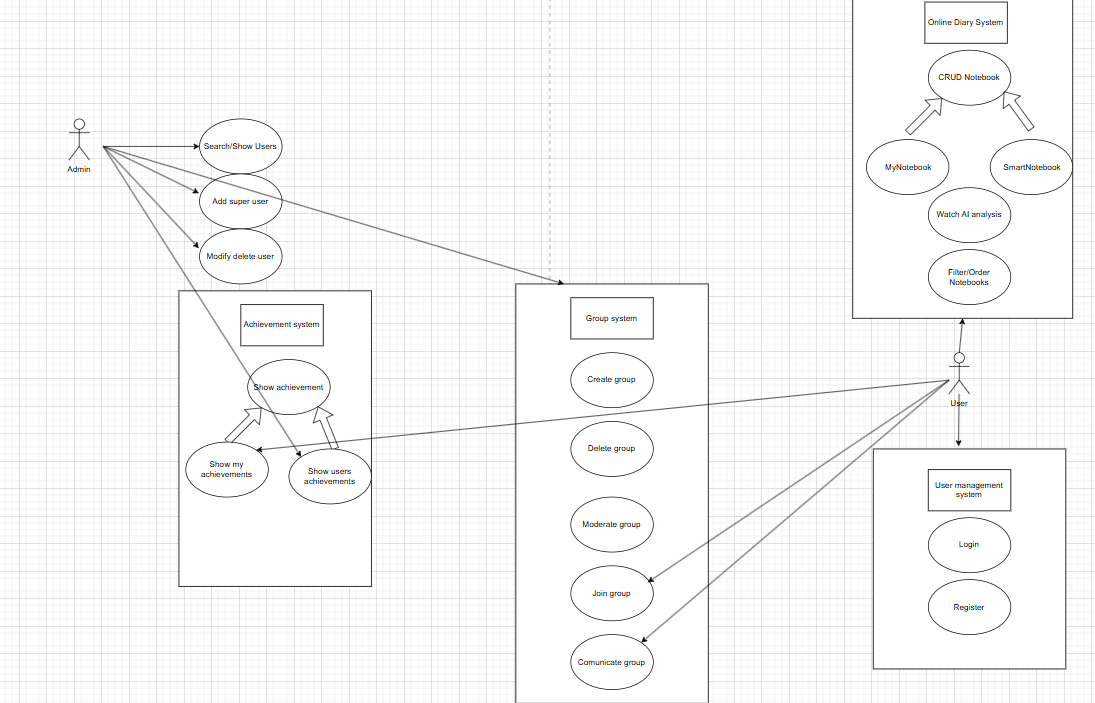 Online Diary System
CRUD Notebook
MyNotebook
SmartNotebook
Watch AI analysis
Filter/Order
Notebooks
Admin
Search/Show Users
Add super user
Modify delete user
Achievement system
Show achievement
Show my
achievements
Show users
achievements
Group system
Create group
Delete group
Moderate group
Join group
Comunicate group
User
User management
system
Login
Register